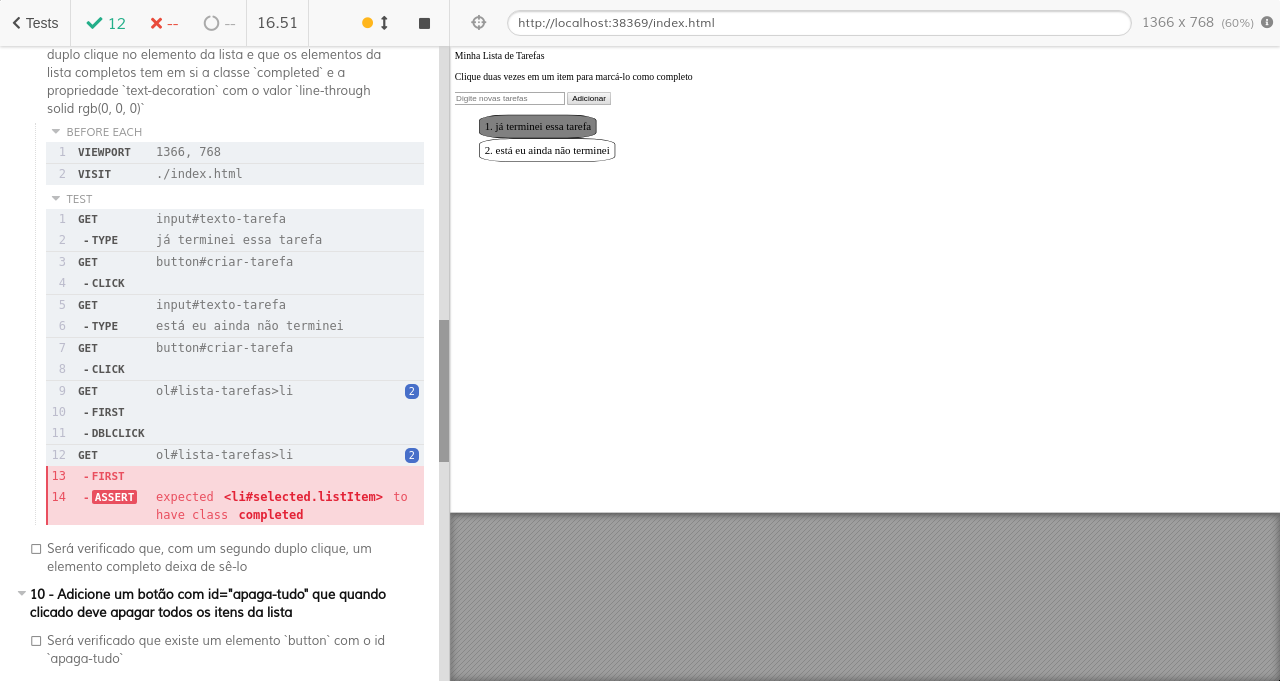 Tests
12
--
--
16.51
http://localhost:38369/index.html
1366 x 768 (60%)
duplo clique no elemento da lista e que os elementos da
lista completos tem em si a classe `completed` e a
propriedade `text-decoration` com o valor `line-through
solid rgb(0, 0, 0)`
BEFORE EACH
1 VIEWPORT 1366, 768
2 VISIT ./index.html
TEST
1 GET input#texto-tarefa
2 -TYPE já terminei essa tarefa
3 GET button#criar-tarefa
4 -CLICK
5 GET input#texto-tarefa
6 -TYPE está eu ainda não terminei
7 GET button#criar-tarefa
8 -CLICK
9 GET ol#lista-tarefas>li 2
10 -FIRST
11 -DBLCLICK
12 GET ol#lista-tarefas>li 2
13 -FIRST
14 -ASSERT expected <li#selected.listItem> to
have class completed
Será verificado que, com um segundo duplo clique, um
elemento completo deixa de sê-lo
10 - Adicione um botão com id="apaga-tudo" que quando
clicado deve apagar todos os itens da lista
Será verificado que existe um elemento `button` com o id
`apaga-tudo`
Minha Lista de Tarefas
Clique duas vezes em um item para marcá-lo como completo
Digite novas tarefas
Adicionar
1. já terminei essa tarefa
2. está eu ainda não terminei